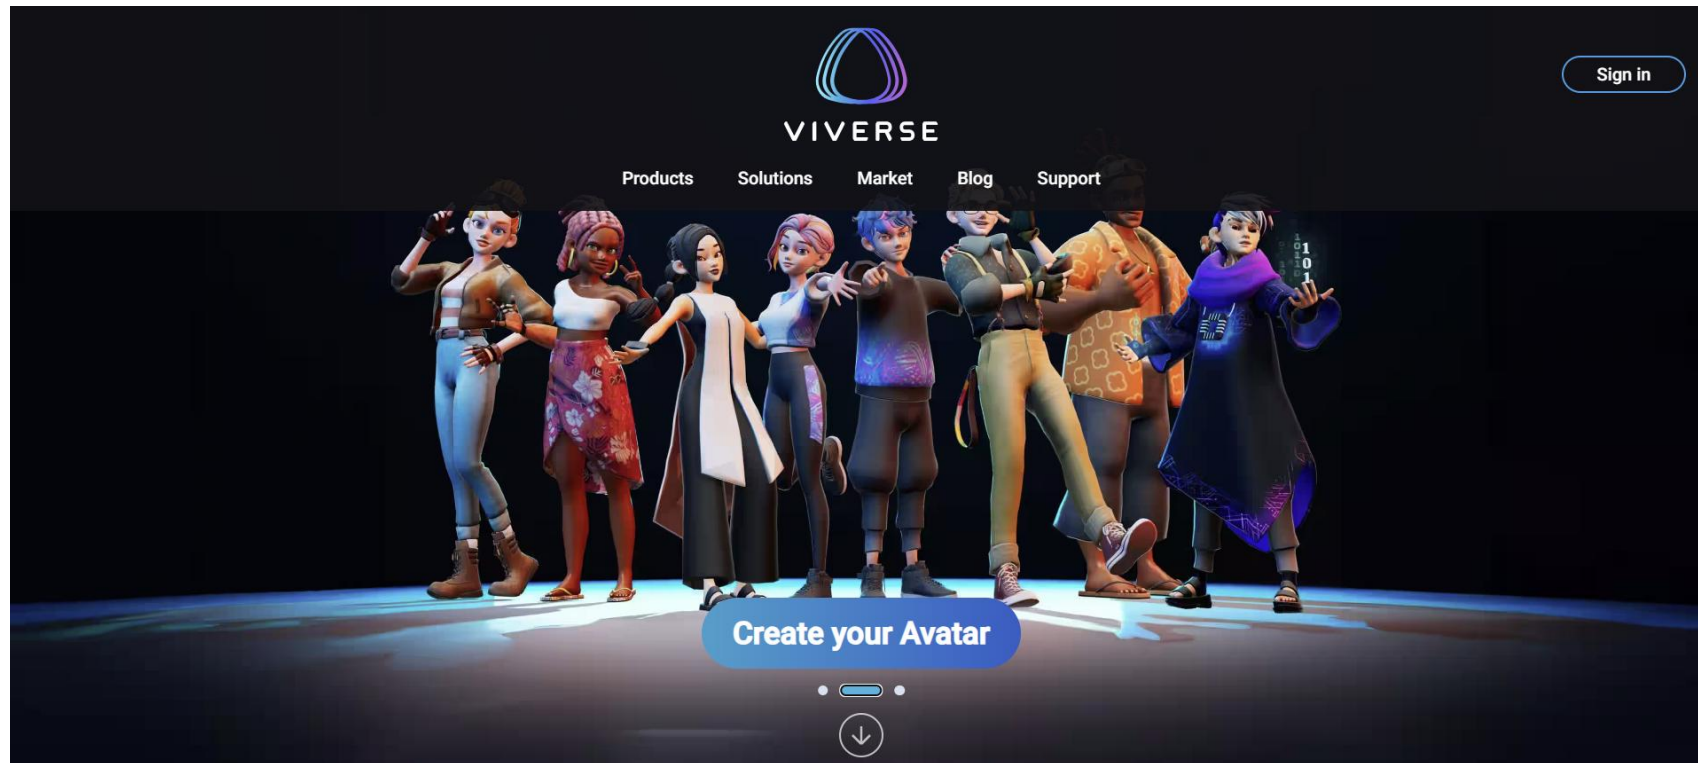 VIVERSE
Sign in
Products Solutions Market Blog Support
Create your Avatar